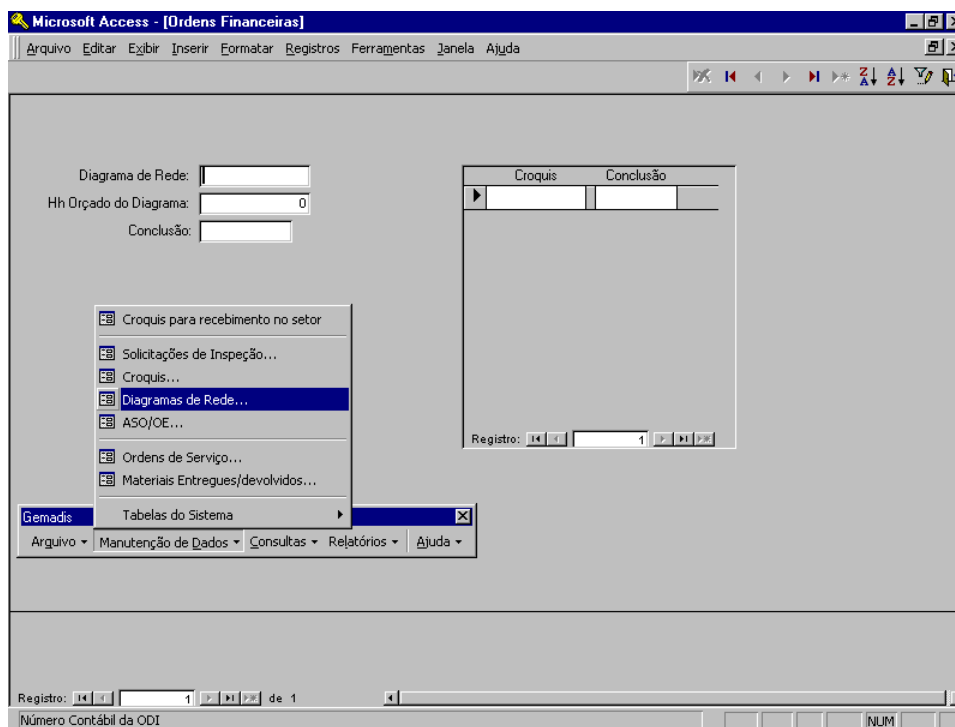 Microsoft Access - [Ordens Financeiras]
Arquivo Editar Exibir Inserir Formatar Registros Ferramentas Janela Ajuda
Diagrama de Rede:
Hh Orçado do Diagrama: 0
Conclusão:
Croquis Conclusão
Croquis para recebimento no setor
Solicitações de Inspeção...
Croquis...
Diagramas de Rede...
ASO/OE...
Ordens de Serviço...
Materiais Entregues/devolvidos...
Tabelas do Sistema
Registro: 1
Gemadis
Arquivo Manutenção de Dados Consultas Relatórios Ajuda
Registro: 1 de 1
Número Contábil da ODI NUM